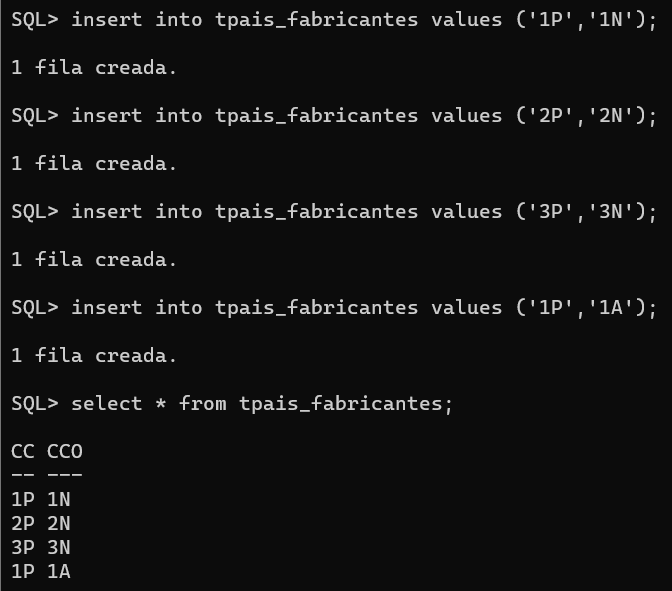 SQL> insert into tpais_fabricantes values ('1P','1N');
1 fila creada.
SQL> insert into tpais_fabricantes values ('2P','2N');
1 fila creada.
SQL> insert into tpais_fabricantes values ('3P','3N');
1 fila creada.
SQL> insert into tpais_fabricantes values ('1P','1A');
1 fila creada.
SQL> select * from tpais_fabricantes;
CC CCO
-- ---
1P 1N
2P 2N
3P 3N
1P 1A